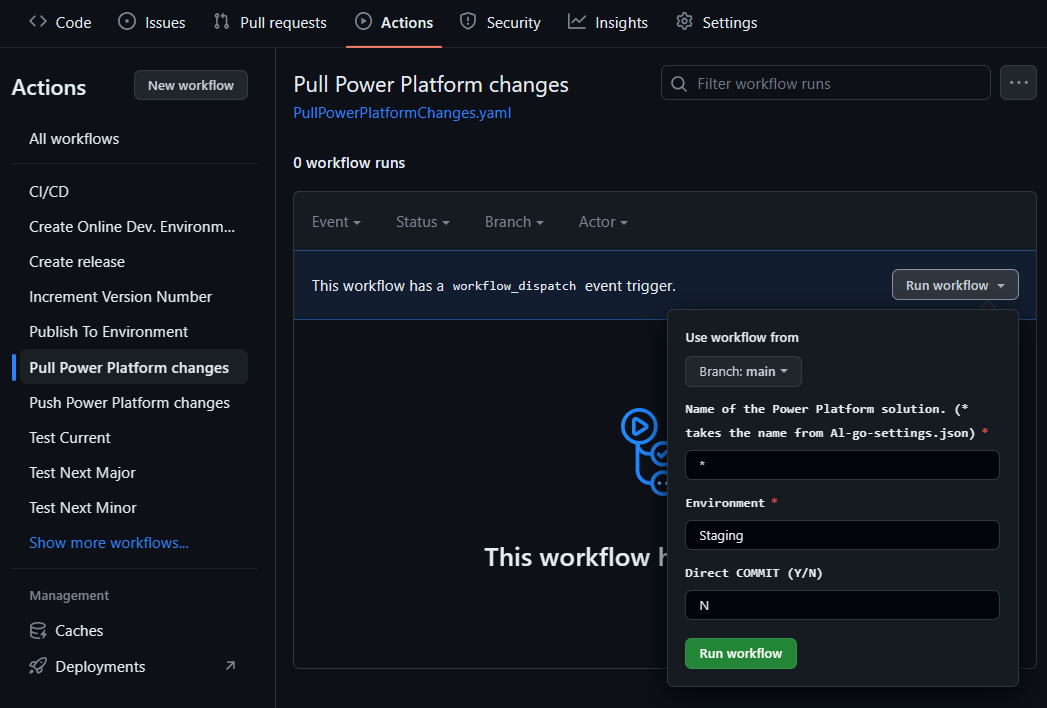 Code Issues Pull requests Actions Security Insights Settings
Actions
New workflow
All workflows
CI/CD
Create Online Dev. Environm...
Create release
Increment Version Number
Publish To Environment
Pull Power Platform changes
Push Power Platform changes
Test Current
Test Next Major
Test Next Minor
Show more workflows...
Management
Caches
Deployments
Pull Power Platform changes
PullPowerPlatformChanges.yaml
Filter workflow runs
0 workflow runs
Event Status Branch Actor
This workflow has a workflow_dispatch event trigger.
Run workflow
This workflow h
Use workflow from
Branch: main
Name of the Power Platform solution. (*
takes the name from Al-go-settings.json) *
*
Environment *
Staging
Direct COMMIT (Y/N)
N
Run workflow